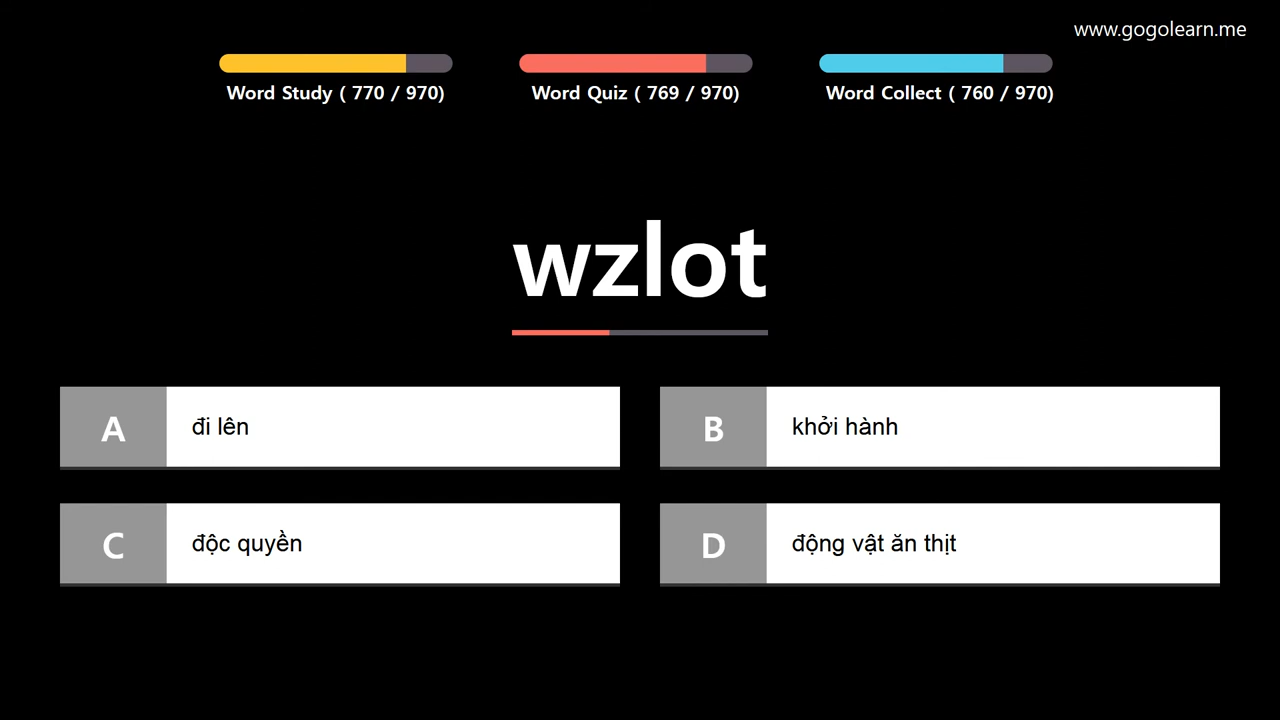 www.gogolearn.me
Word Study ( 770 / 970)
Word Quiz ( 769 / 970)
Word Collect ( 760 / 970)
wzlot
A
đi lên
B
khởi hành
C
độc quyền
D
động vật ăn thịt